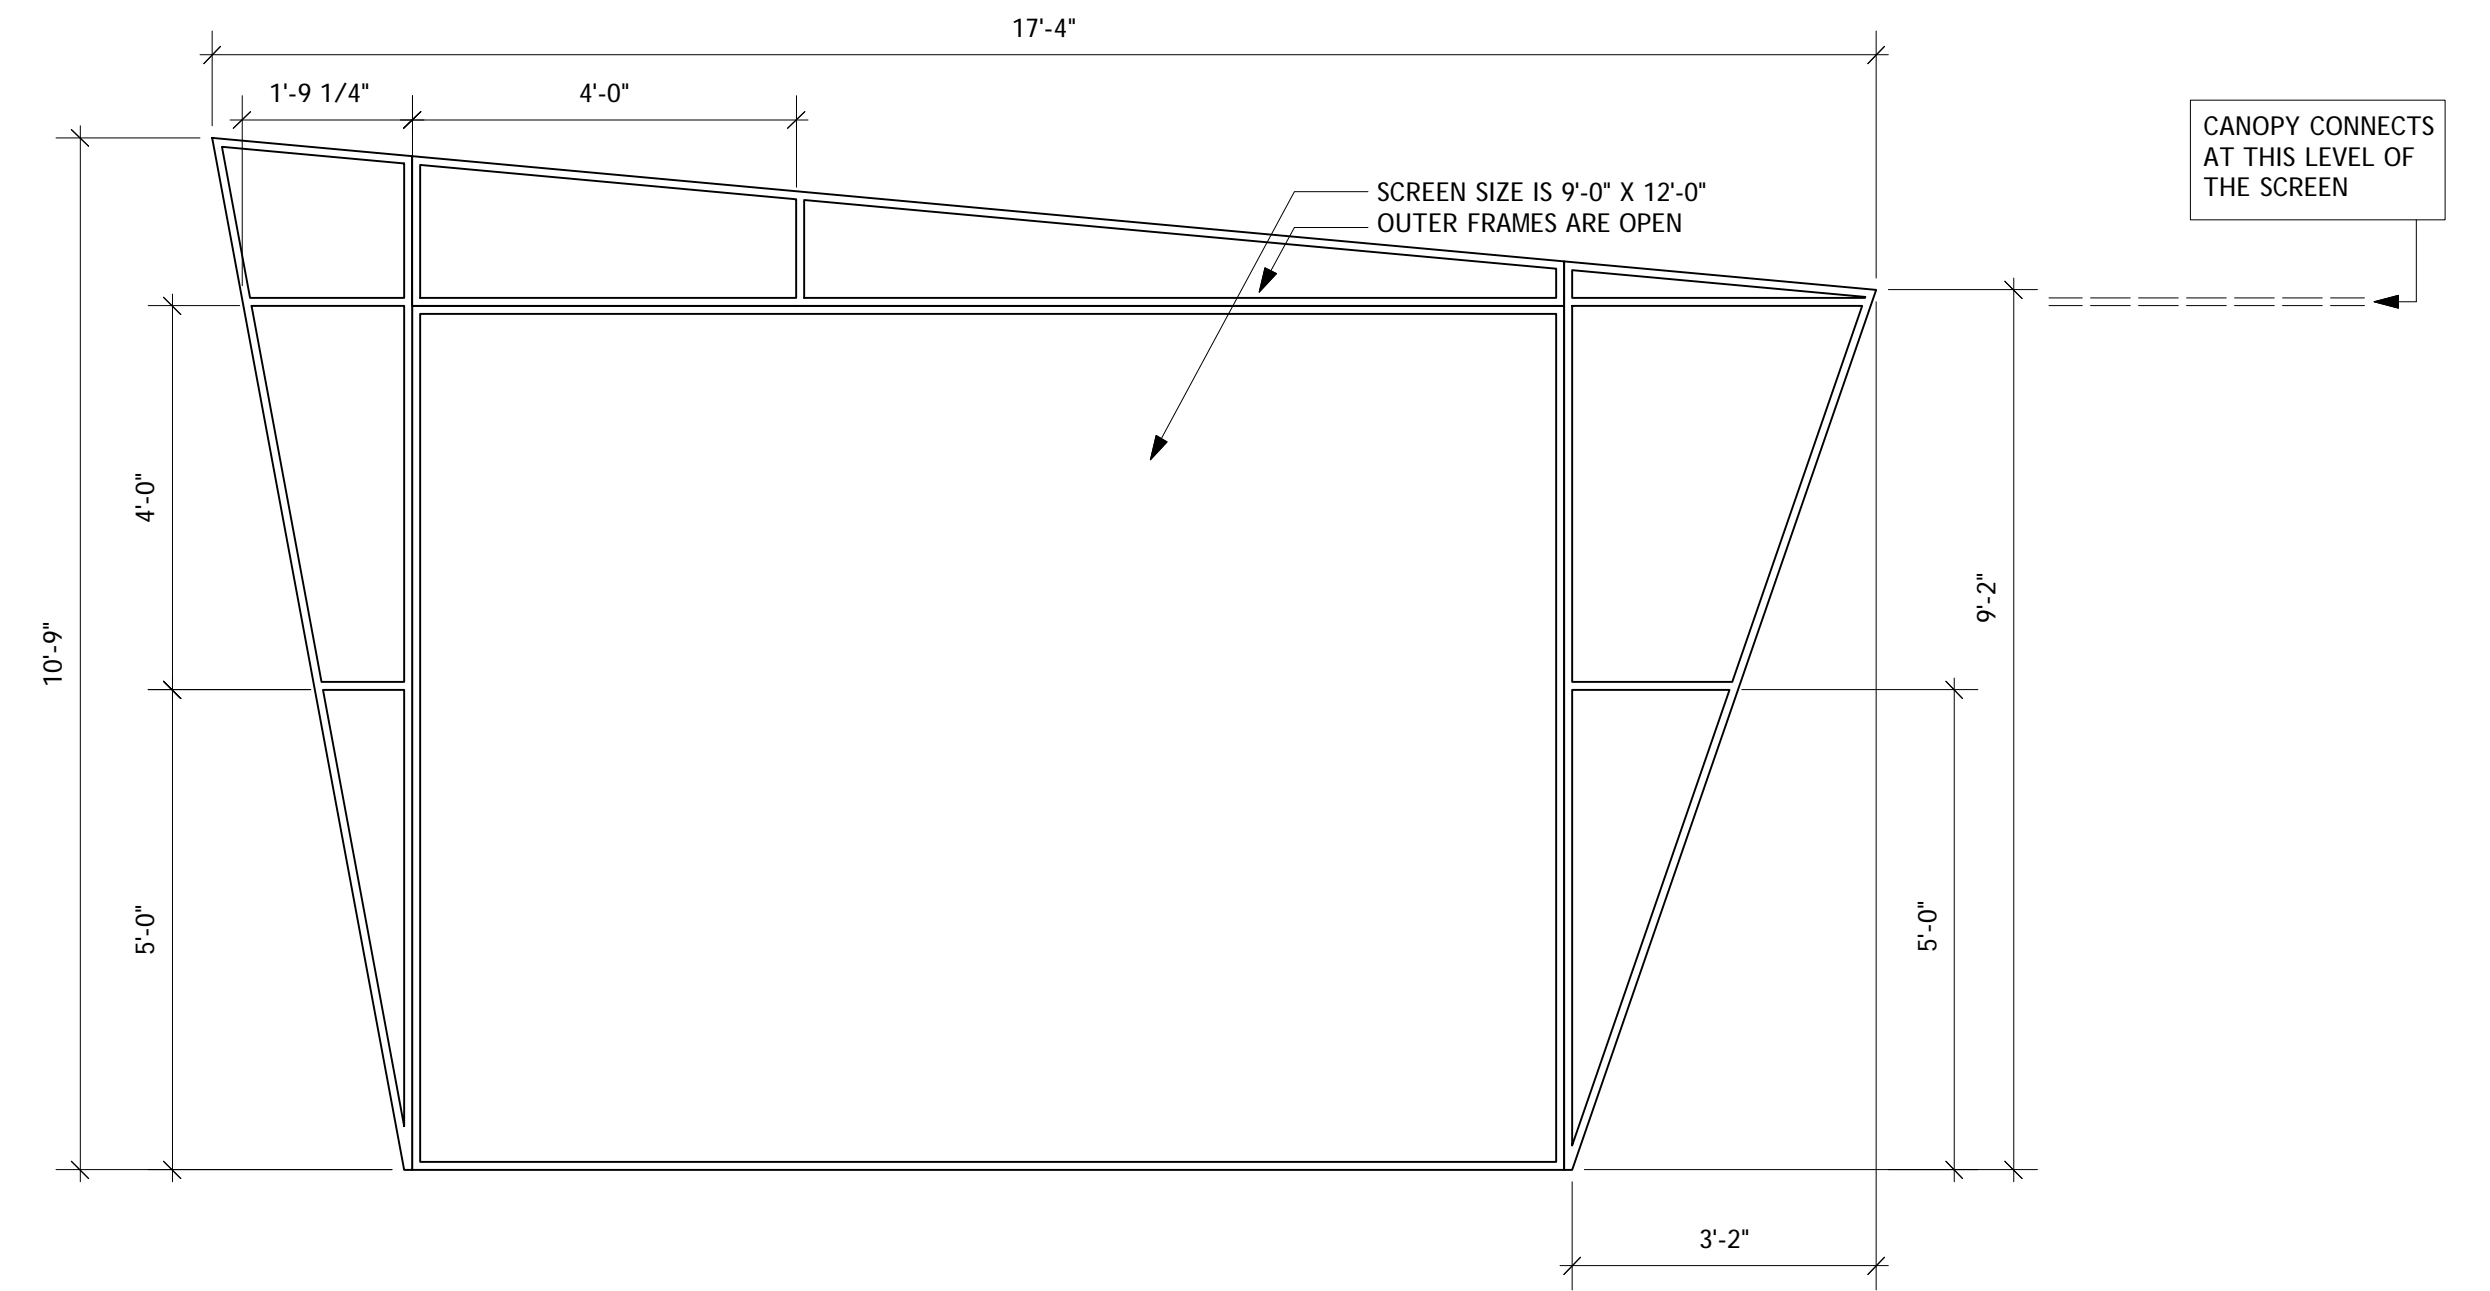 17'-4"
1'-9 1/4"
4'-0"
CANOPY CONNECTS
AT THIS LEVEL OF
THE SCREEN
SCREEN SIZE IS 9'-0" X 12'-0"
OUTER FRAMES ARE OPEN
4'-0"
10'-9"
9'-2"
5'-0"
5'-0"
3'-2"